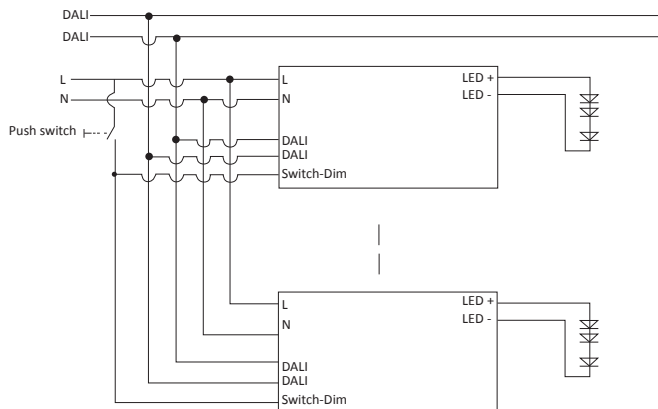 DALI
DALI
L
N
Push switch
L
N
DALI
DALI
Switch-Dim
LED +
LED -
L
N
DALI
DALI
Switch-Dim
LED +
LED -